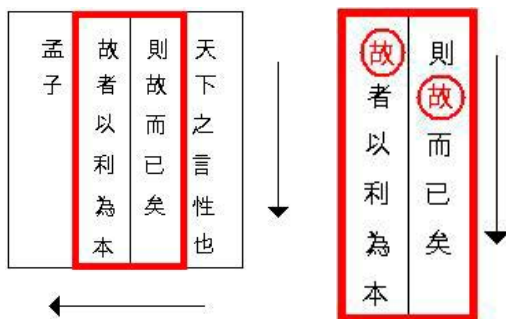 天下之言性也
則故而已矣
故者以利為本
孟子
則故而已矣
故者以利為本